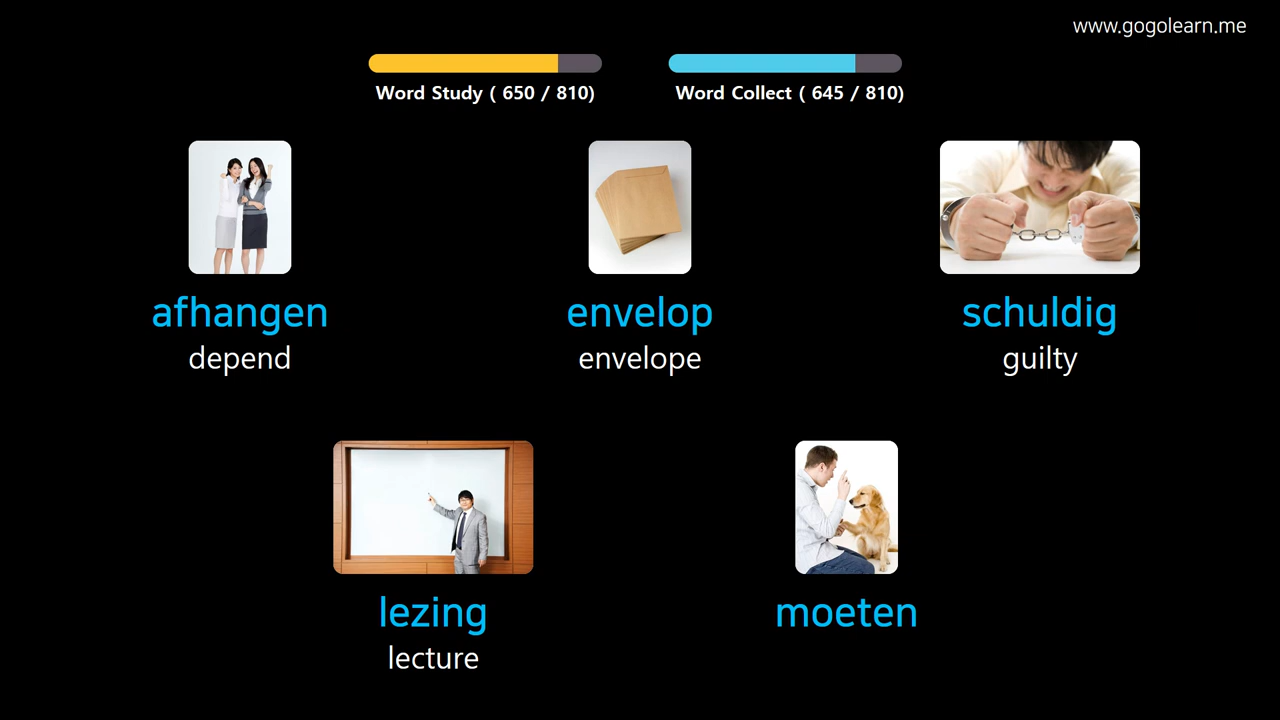 www.gogolearn.me
Word Study ( 650 / 810)
Word Collect ( 645 / 810)
afhangen
depend
envelop
envelope
schuldig
guilty
lezing
lecture
moeten